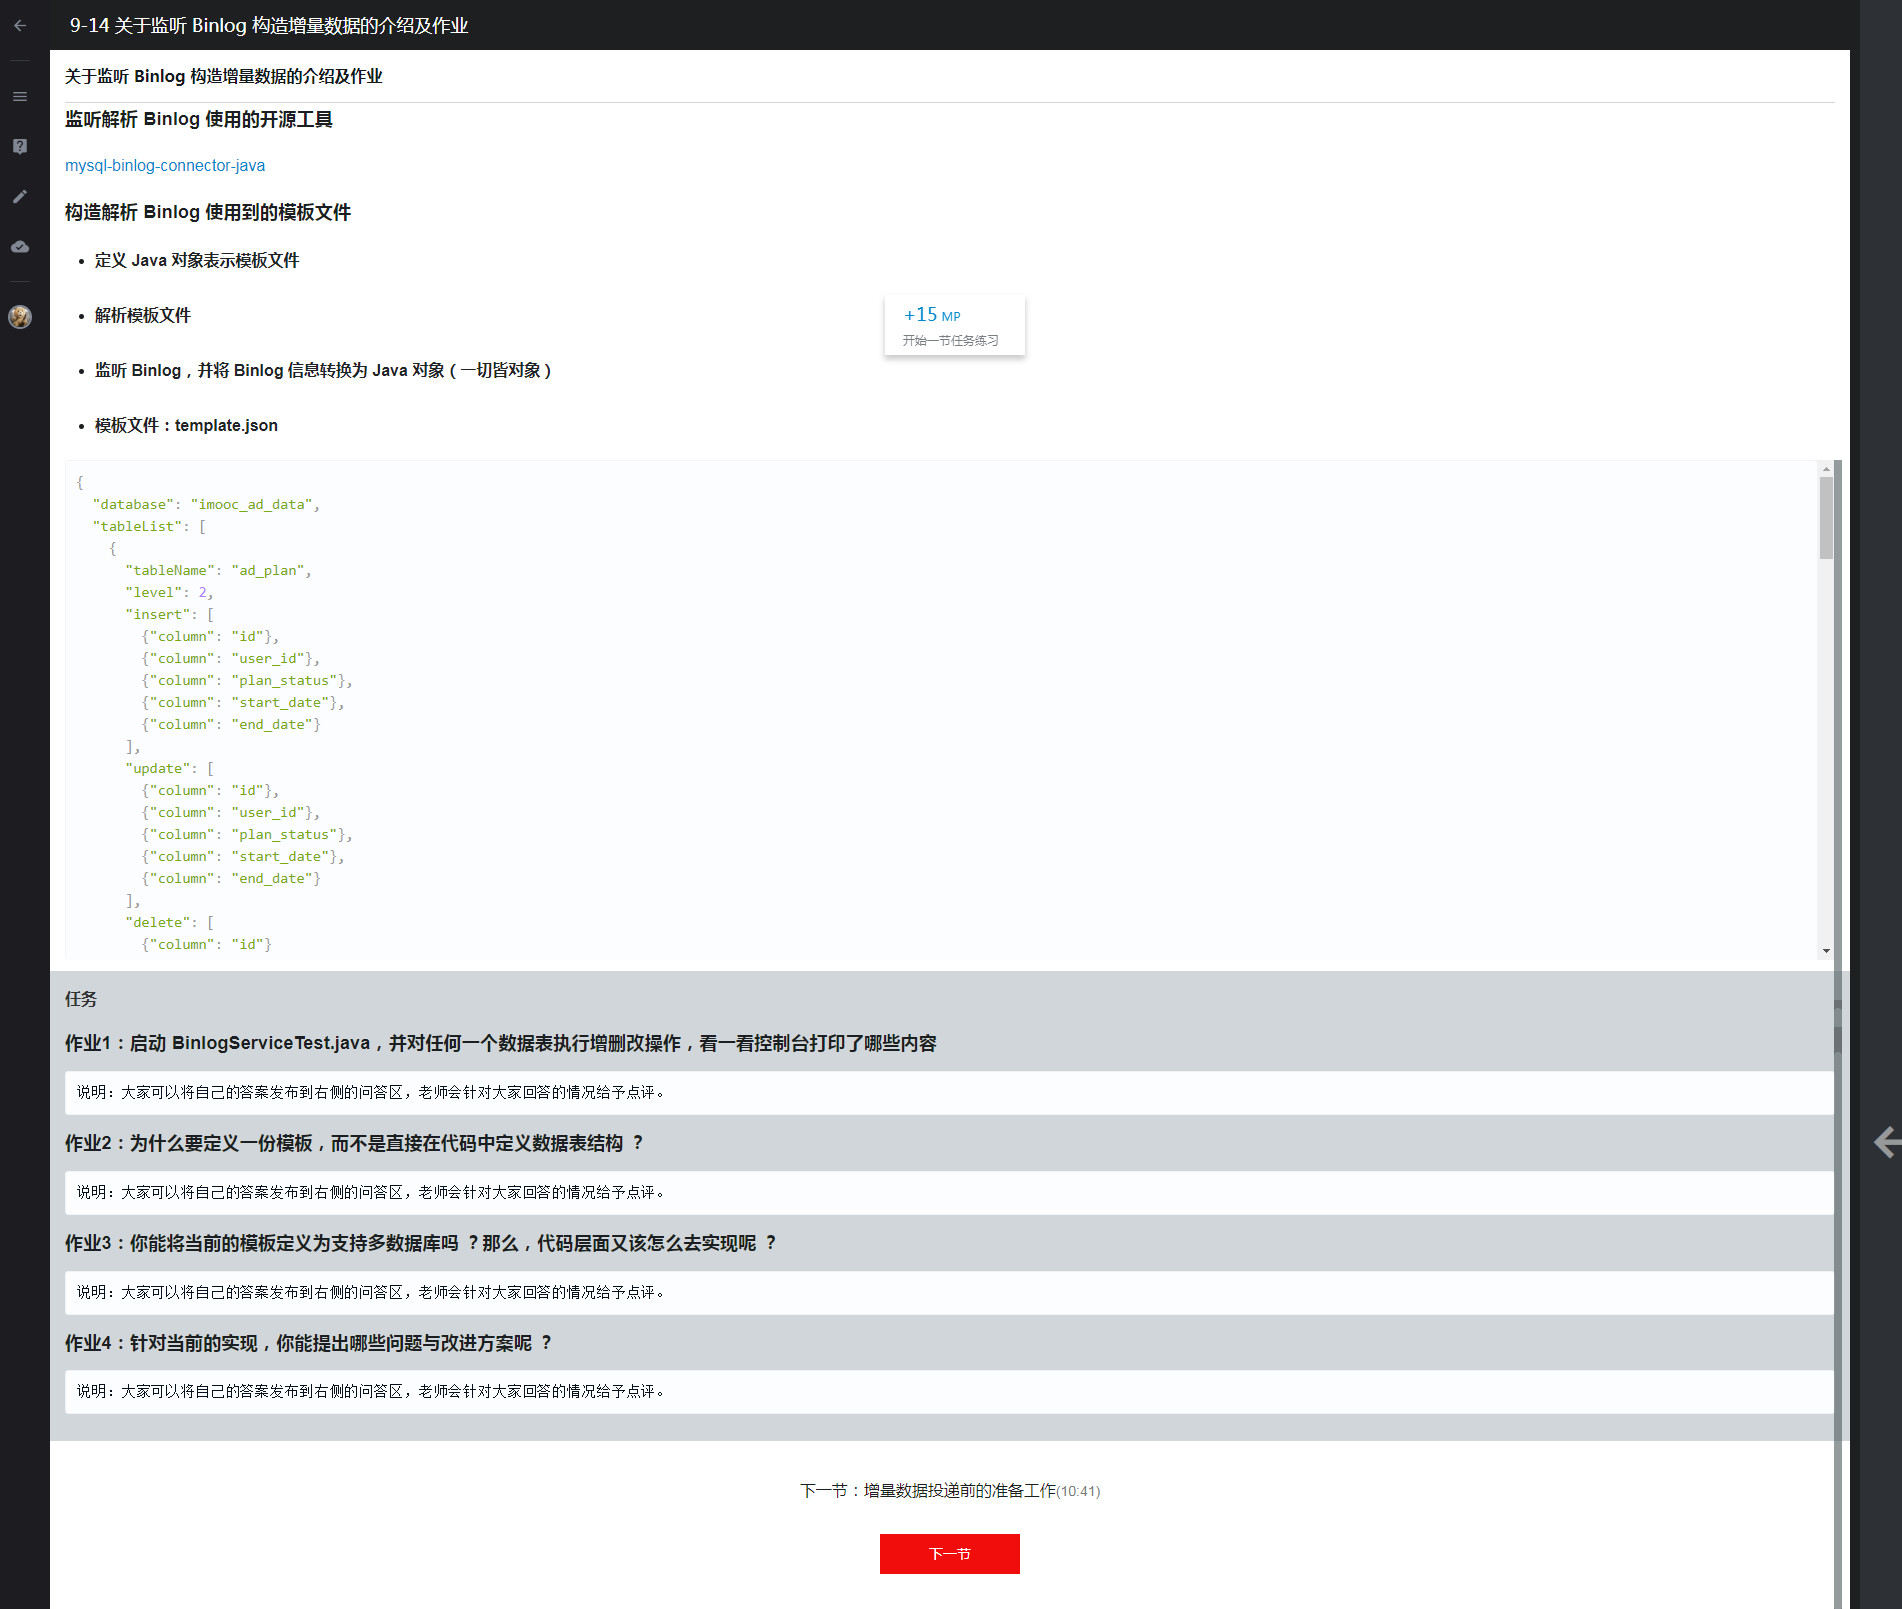 9-14 关于监听 Binlog 构造增量数据的介绍及作业
关于监听 Binlog 构造增量数据的介绍及作业
监听解析 Binlog 使用的开源工具
mysql-binlog-connector-java
构造解析 Binlog 使用到的模板文件
• 定义 Java 对象表示模板文件
• 解析模板文件
+15 MP
开始一节任务练习
• 监听 Binlog，并将 Binlog 信息转换为 Java 对象（一切皆对象）
• 模板文件：template.json
{
"database": "imooc_ad_data",
"tableList": [
{
"tableName": "ad_plan",
"level": 2,
"insert": [
{"column": "id"},
{"column": "user_id"},
{"column": "plan_status"},
{"column": "start_date"},
{"column": "end_date"}
],
"update": [
{"column": "id"},
{"column": "user_id"},
{"column": "plan_status"},
{"column": "start_date"},
{"column": "end_date"}
],
"delete": [
{"column": "id"}
任务
作业1：启动 BinlogServiceTest.java，并对任何一个数据表执行增删改操作，看一看控制台打印了哪些内容
说明：大家可以将自己的答案发布到右侧的问答区，老师会针对大家回答的情况给予点评。
作业2：为什么要定义一份模板，而不是直接在代码中定义数据表结构 ？
说明：大家可以将自己的答案发布到右侧的问答区，老师会针对大家回答的情况给予点评。
作业3：你能将当前的模板定义为支持多数据库吗 ？那么，代码层面又该怎么去实现呢 ？
说明：大家可以将自己的答案发布到右侧的问答区，老师会针对大家回答的情况给予点评。
作业4：针对当前的实现，你能提出哪些问题与改进方案呢 ？
说明：大家可以将自己的答案发布到右侧的问答区，老师会针对大家回答的情况给予点评。
下一节：增量数据投递前的准备工作(10:41)
下一节